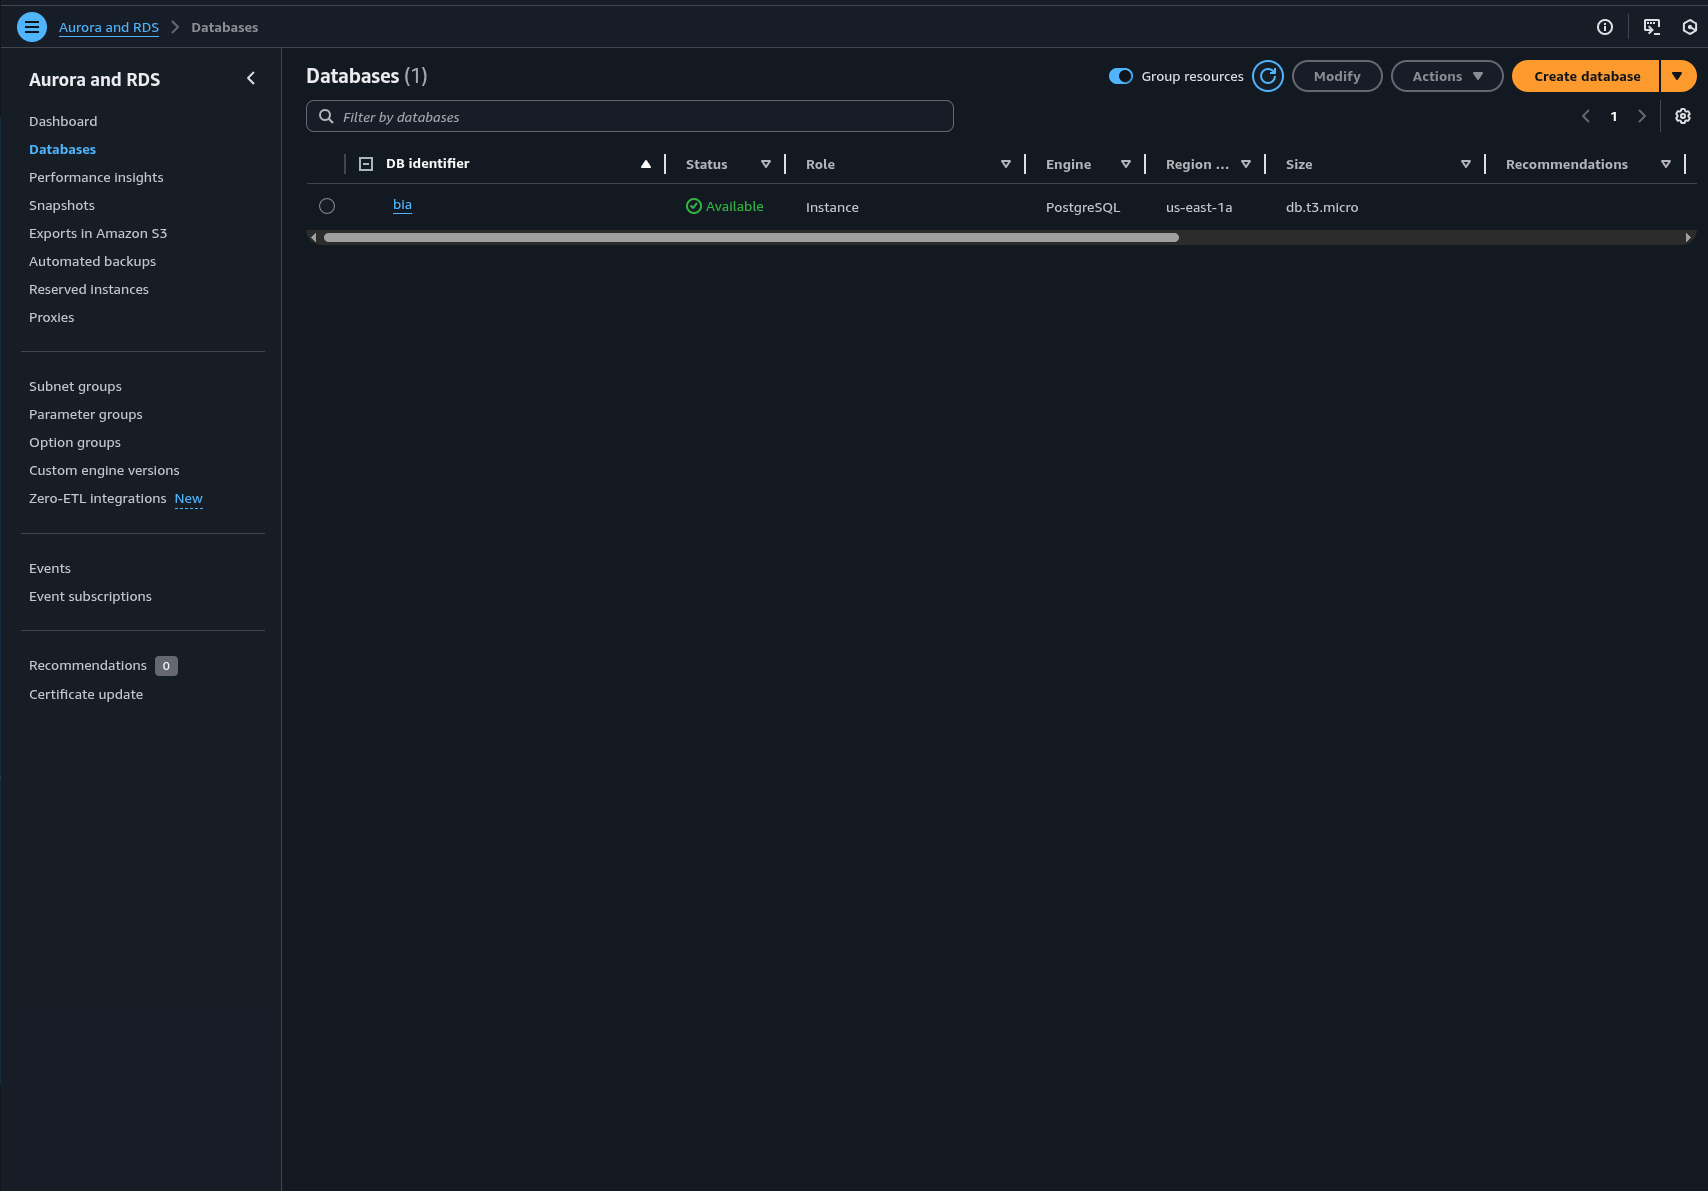 Aurora and RDS > Databases
Aurora and RDS
Dashboard
Databases
Performance insights
Snapshots
Exports in Amazon S3
Automated backups
Reserved instances
Proxies
Subnet groups
Parameter groups
Option groups
Custom engine versions
Zero-ETL integrations New
Events
Event subscriptions
Recommendations 0
Certificate update
Databases (1)
Group resources
Modify
Actions
Create database
Filter by databases
1
DB identifier Status Role Engine Region ... Size Recommendations
bia Available Instance PostgreSQL us-east-1a db.t3.micro